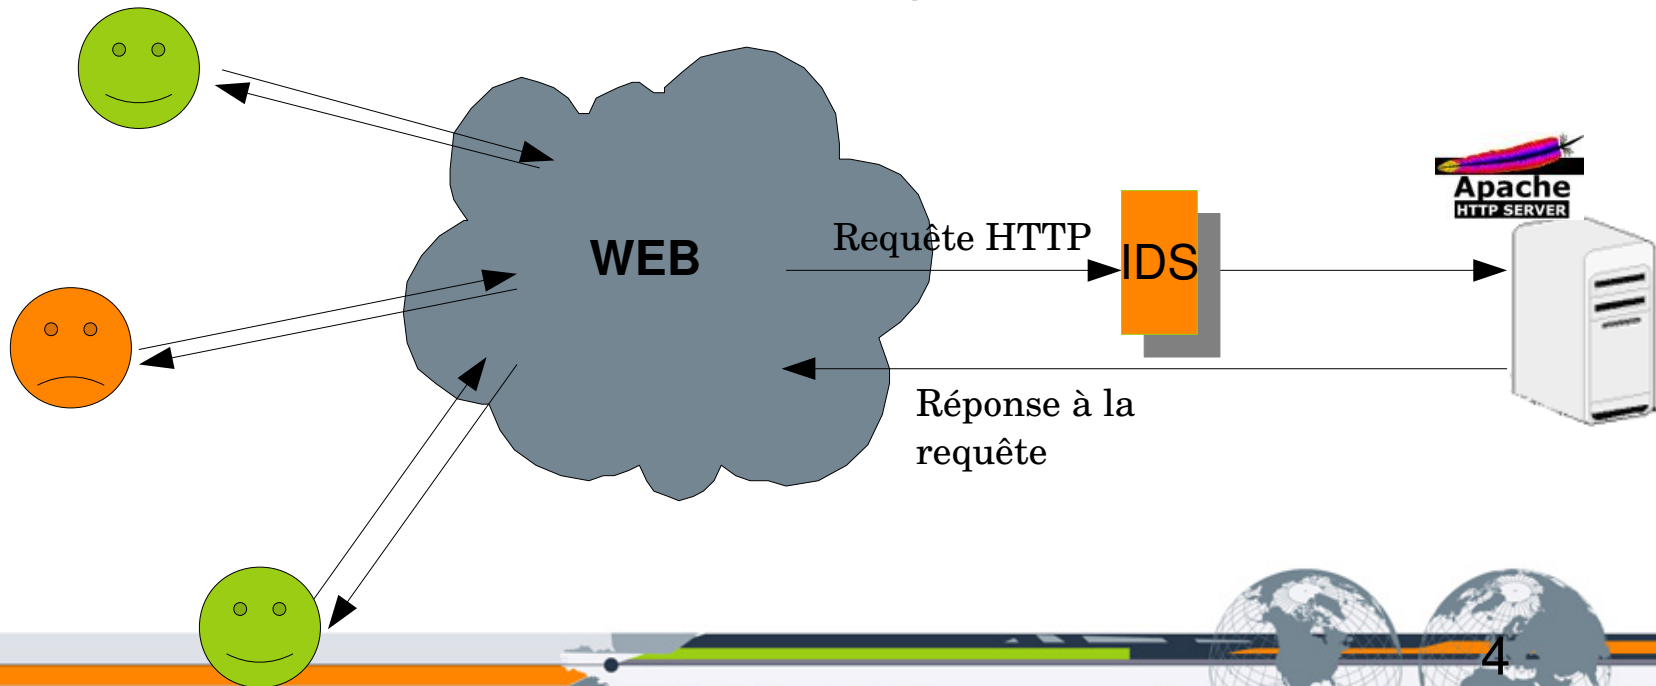 Apache
HTTP SERVER
WEB
Requête HTTP
IDS
Réponse à la
requête
4